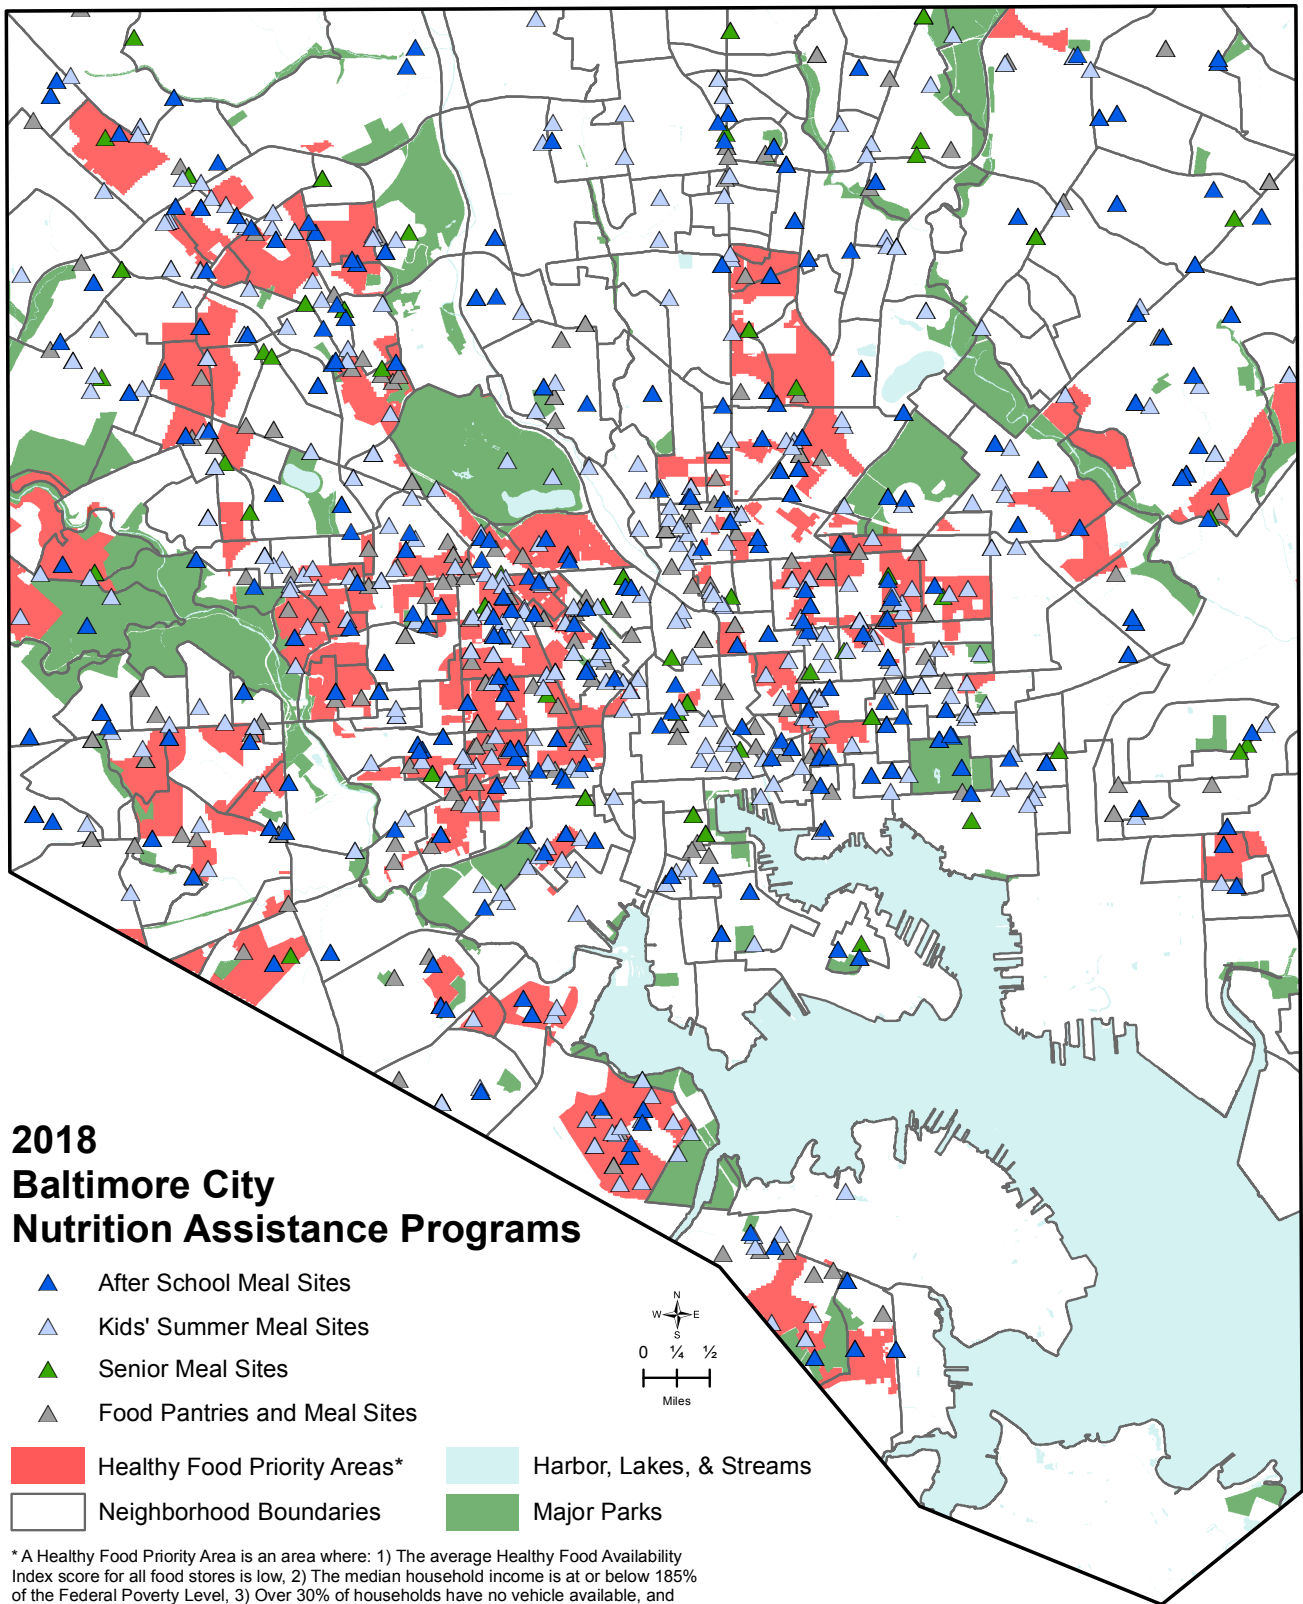 2018
Baltimore City
Nutrition Assistance Programs
After School Meal Sites
Kids' Summer Meal Sites
Senior Meal Sites
Food Pantries and Meal Sites
Healthy Food Priority Areas*
Neighborhood Boundaries
N
W E
S
0 ¼ ½
Miles
Harbor, Lakes, & Streams
Major Parks
* A Healthy Food Priority Area is an area where: 1) The average Healthy Food Availability
Index score for all food stores is low, 2) The median household income is at or below 185%
of the Federal Poverty Level, 3) Over 30% of households have no vehicle available, and